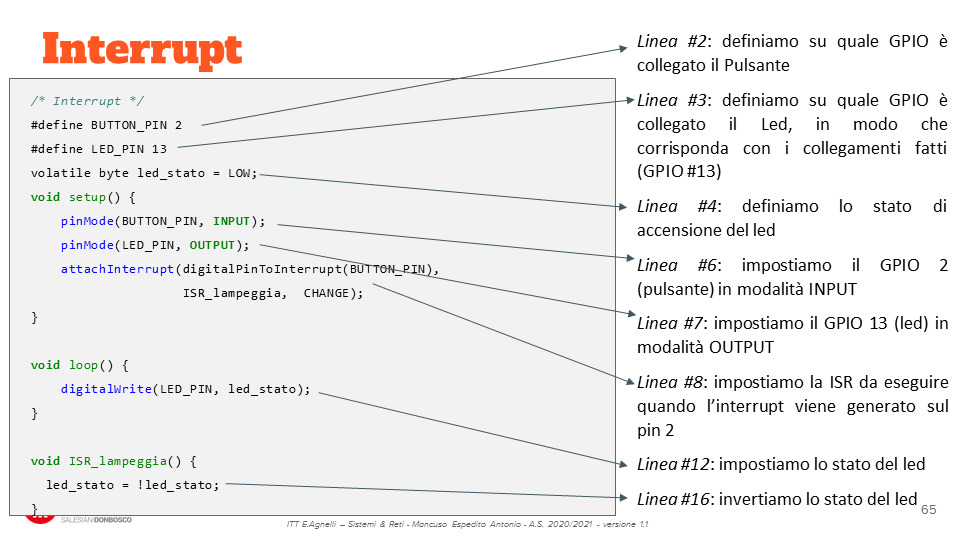 Interrupt
/* Interrupt */
#define BUTTON_PIN 2
#define LED_PIN 13
volatile byte led_stato = LOW;
void setup() {
    pinMode(BUTTON_PIN, INPUT);
    pinMode(LED_PIN, OUTPUT);
    attachInterrupt(digitalPinToInterrupt(BUTTON_PIN),
                    ISR_lampeggia,  CHANGE);
}
void loop() {
    digitalWrite(LED_PIN, led_stato);
}
void ISR_lampeggia() {
  led_stato = !led_stato;
}
Linea #2: definiamo su quale GPIO è
collegato il Pulsante
Linea #3: definiamo su quale GPIO è
collegato il Led, in modo che
corrisponda con i collegamenti fatti
(GPIO #13)
Linea #4: definiamo lo stato di
accensione del led
Linea #6: impostiamo il GPIO 2
(pulsante) in modalità INPUT
Linea #7: impostiamo il GPIO 13 (led) in
modalità OUTPUT
Linea #8: impostiamo la ISR da eseguire
quando l’interrupt viene generato sul
pin 2
Linea #12: impostiamo lo stato del led
Linea #16: invertiamo lo stato del led
SALESIANIDONBOSCO
ITT E.Agnelli – Sistemi & Reti - Mancuso Espedito Antonio - A.S. 2020/2021 - versione 1.1
65